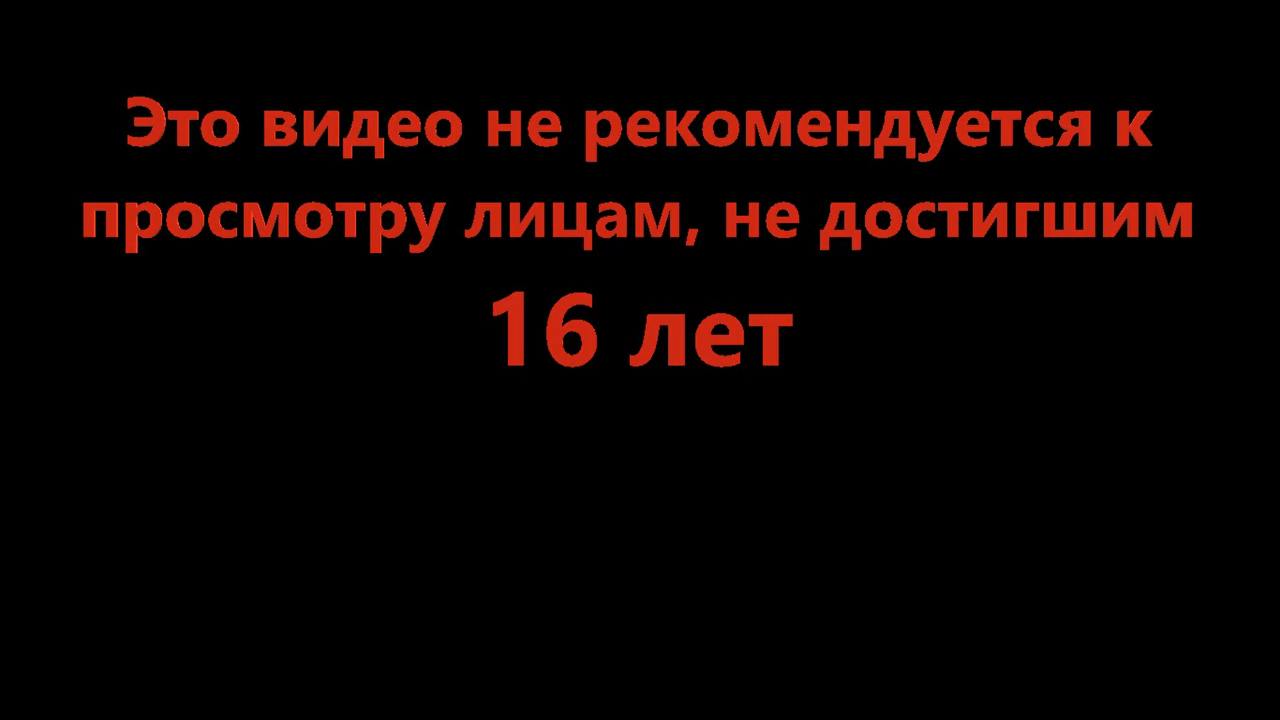 Это видео не рекомендуется к
просмотру лицам, не достигшим
16 лет